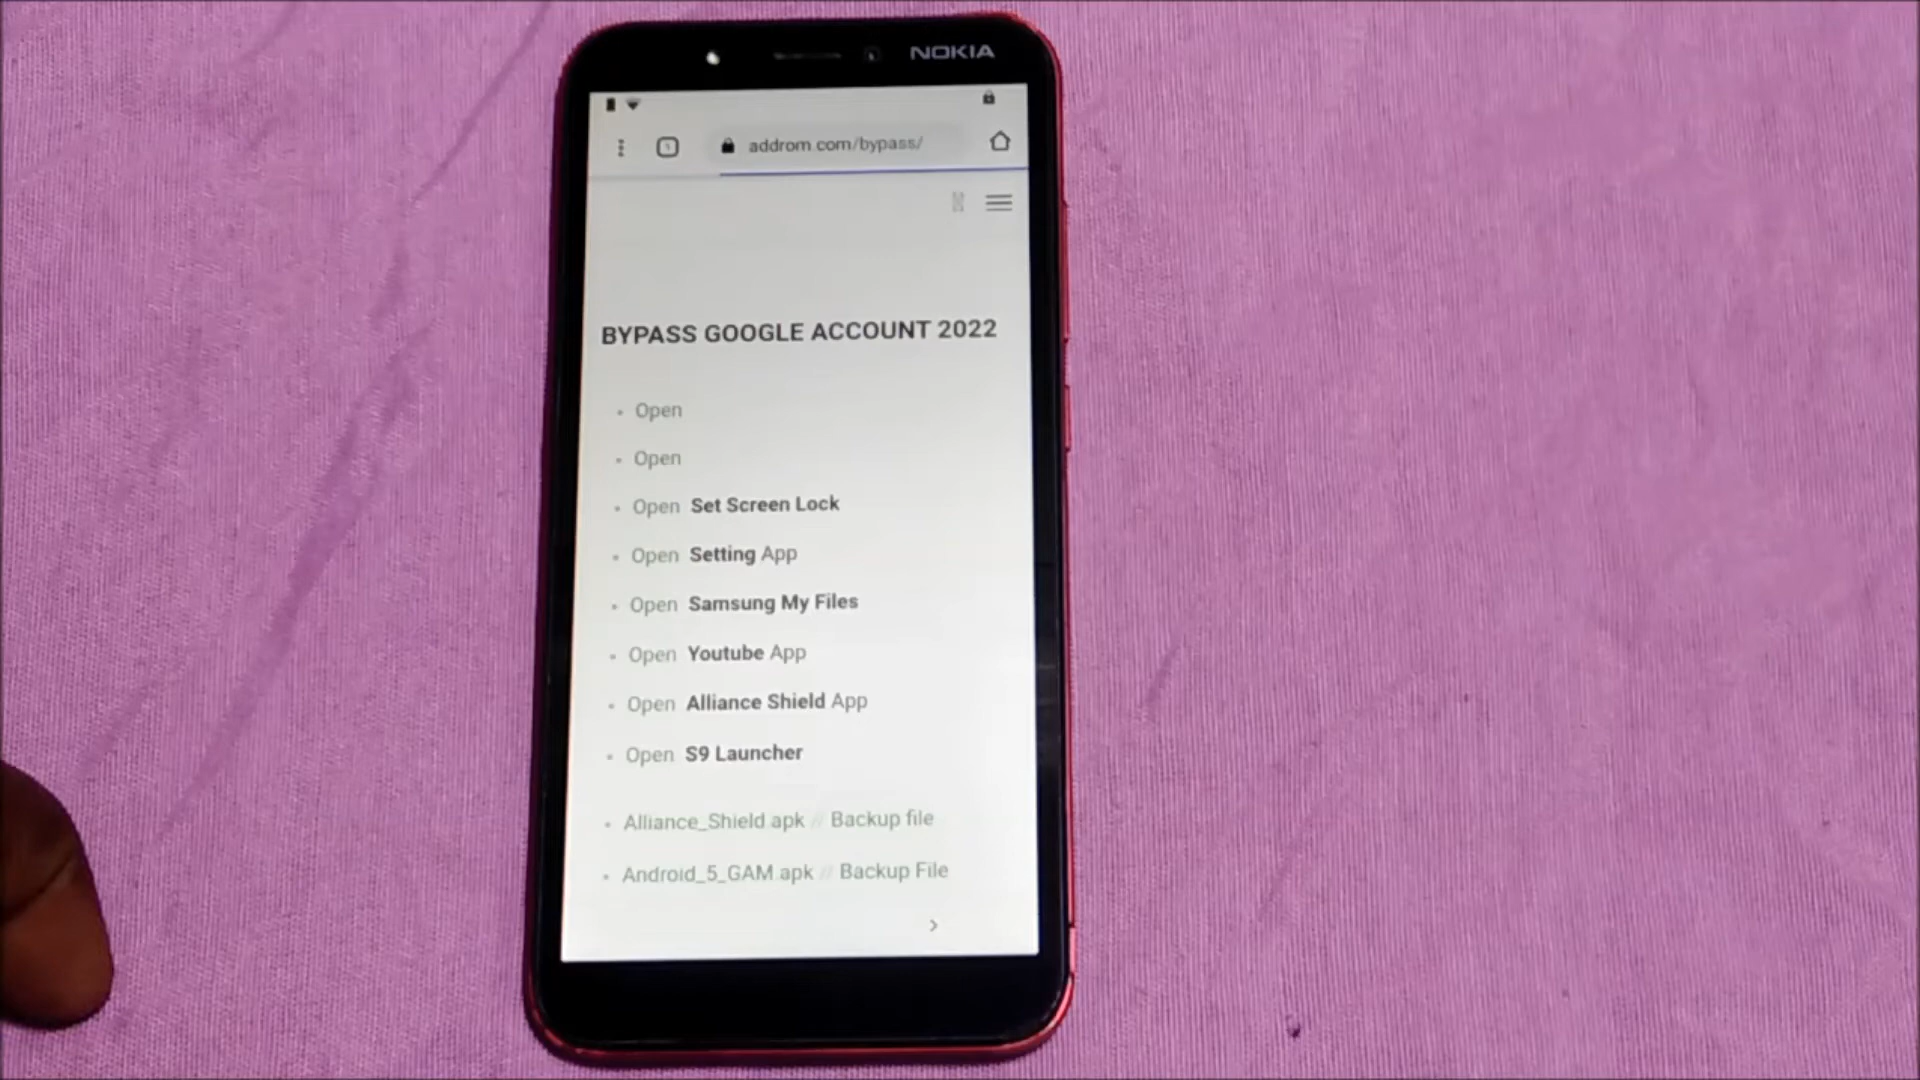 NOKIA
addrom.com/bypass/
BYPASS GOOGLE ACCOUNT 2022
Open
Open
Open Set Screen Lock
Open Setting App
Open Samsung My Files
Open Youtube App
Open Alliance Shield App
Open S9 Launcher
Alliance_Shield.apk // Backup file
Android_5_GAM.apk // Backup File